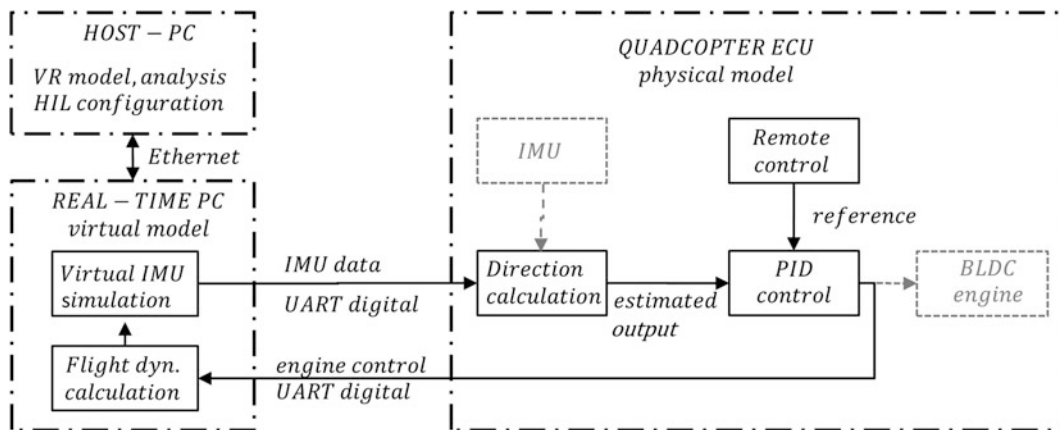 HOST – PC
VR model, analysis
HIL configuration
Ethernet
REAL – TIME PC
virtual model
Virtual IMU
simulation
Flight dyn.
calculation
IMU data
UART digital
engine control
UART digital
QUADCOPTER ECU
physical model
IMU
Remote
control
reference
Direction
calculation
estimated
output
PID
control
BLDC
engine